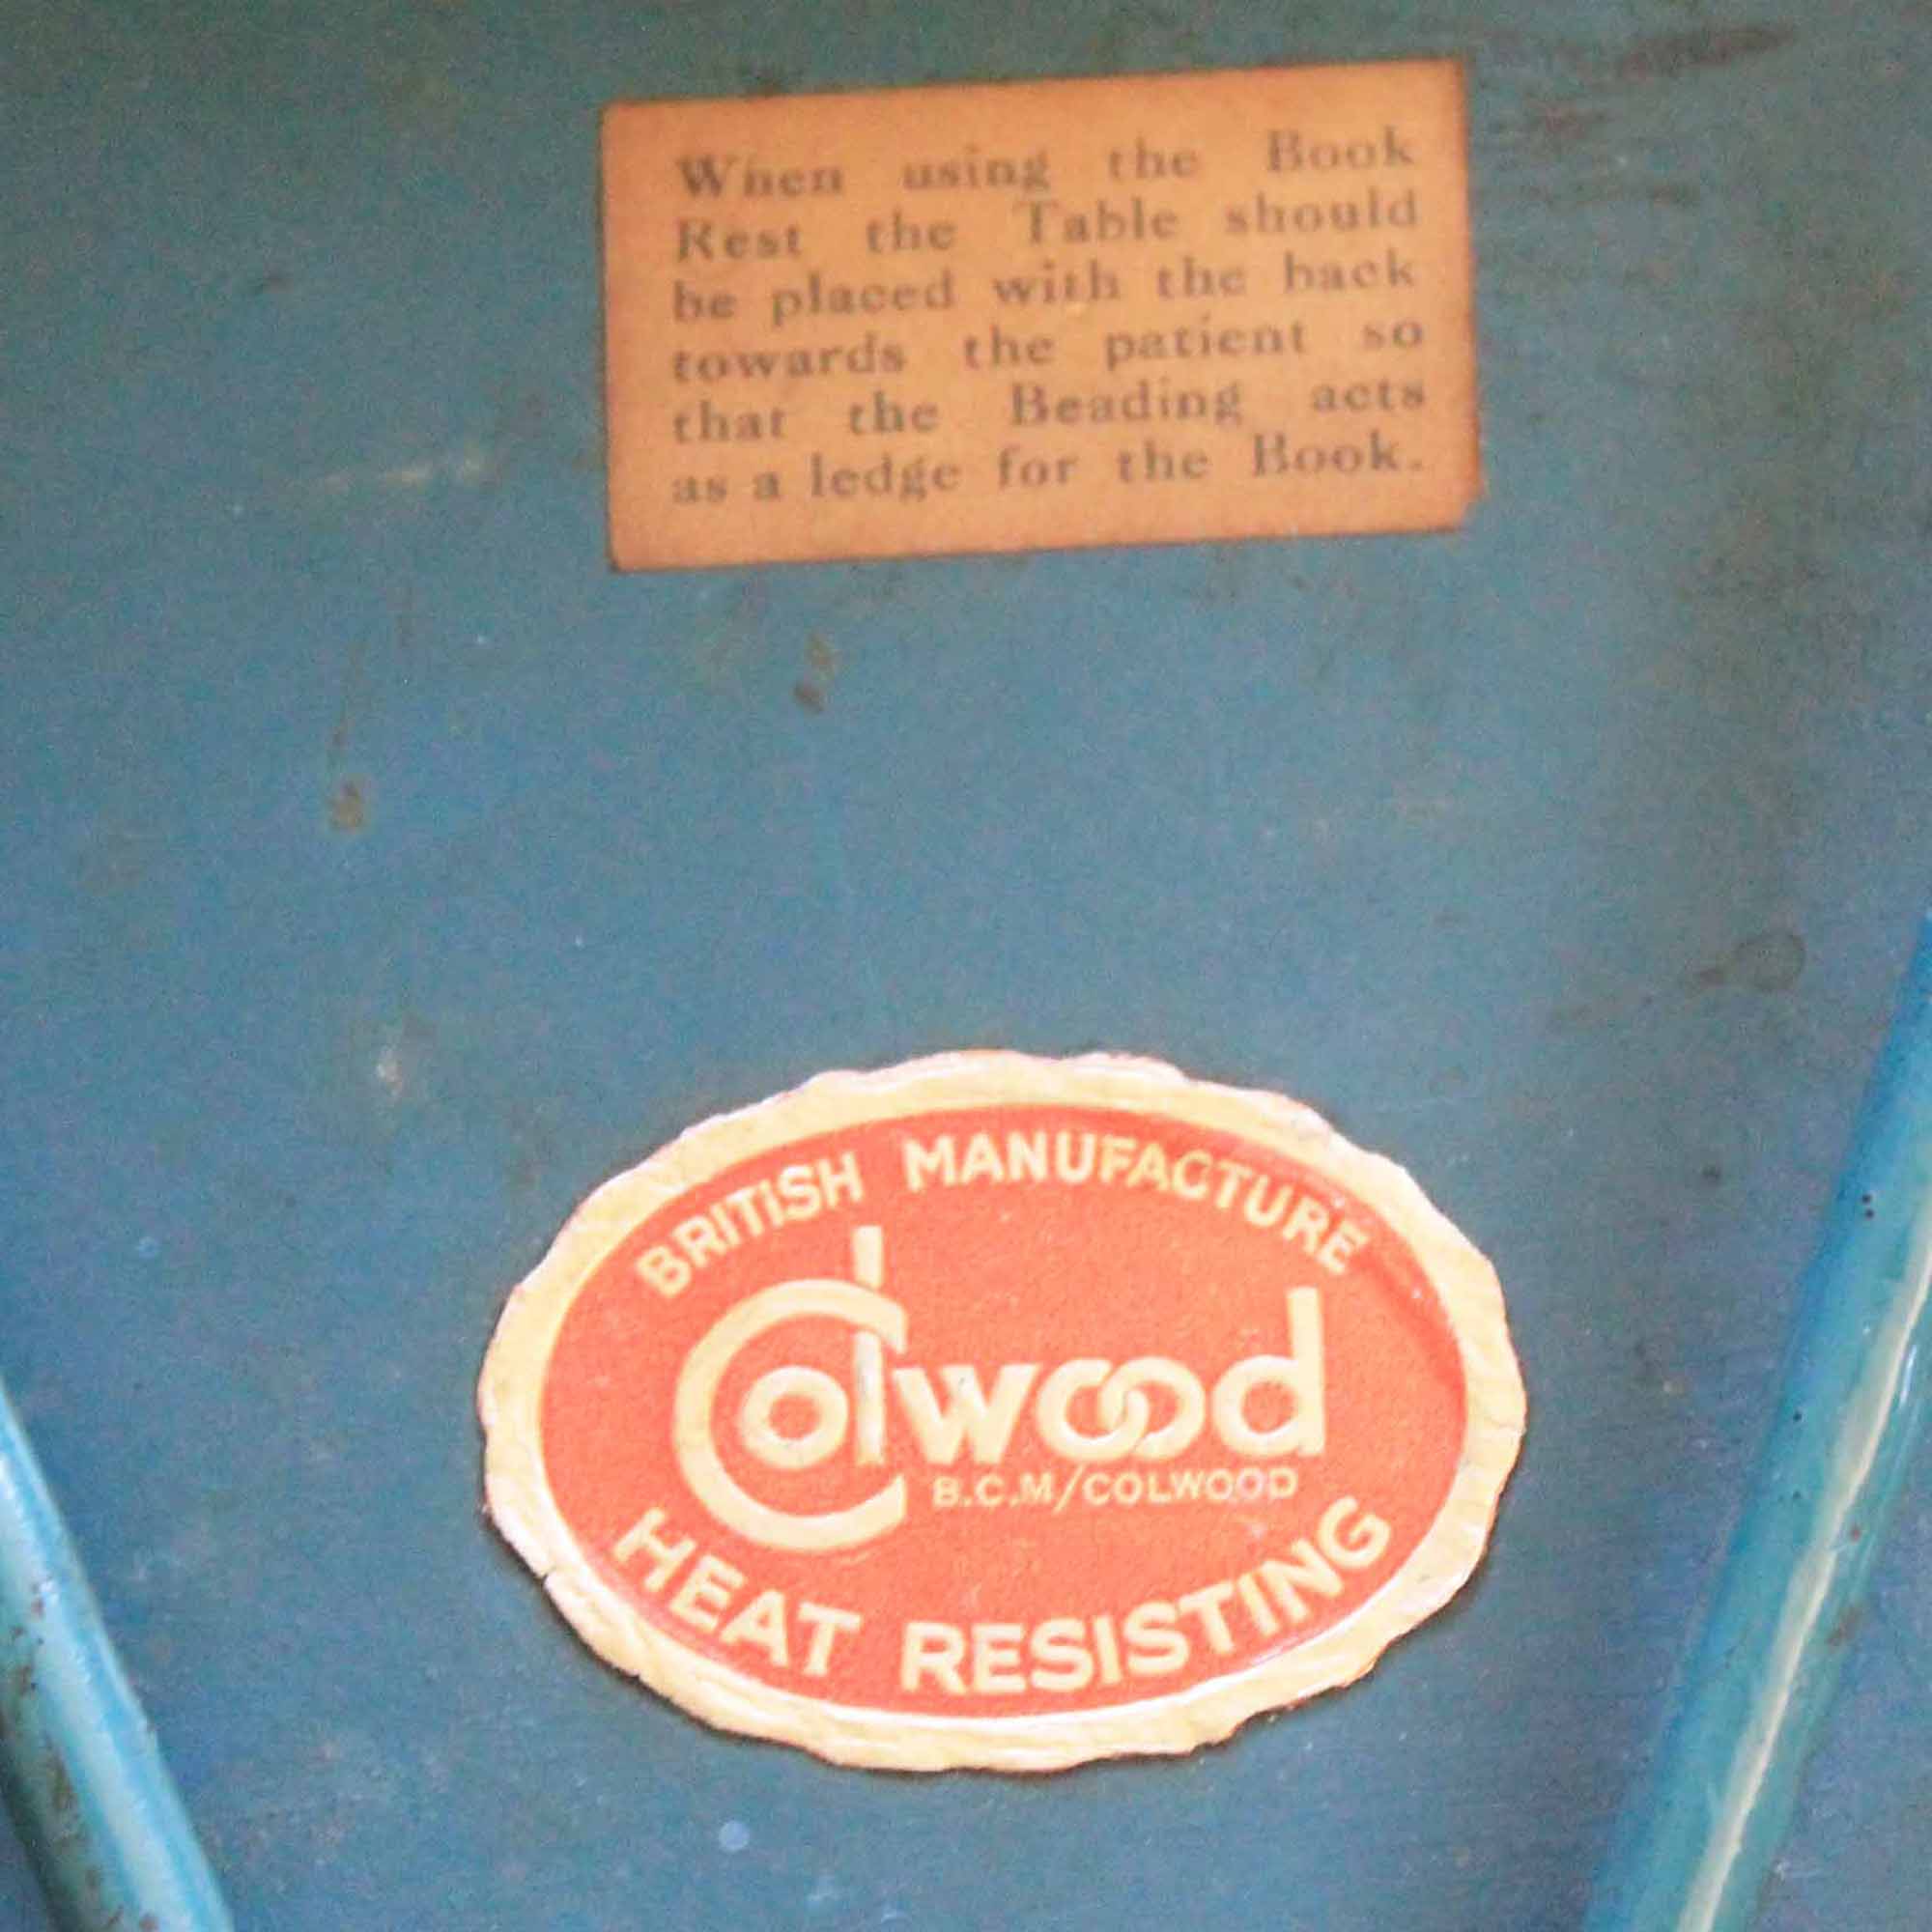 When using the Book
Rest the Table should
be placed with the back
towards the patient so
that the Beading acts
as a ledge for the Book.
BRITISH MANUFACTURE
Colwood
B.C.M/COLWOOD
HEAT RESISTING